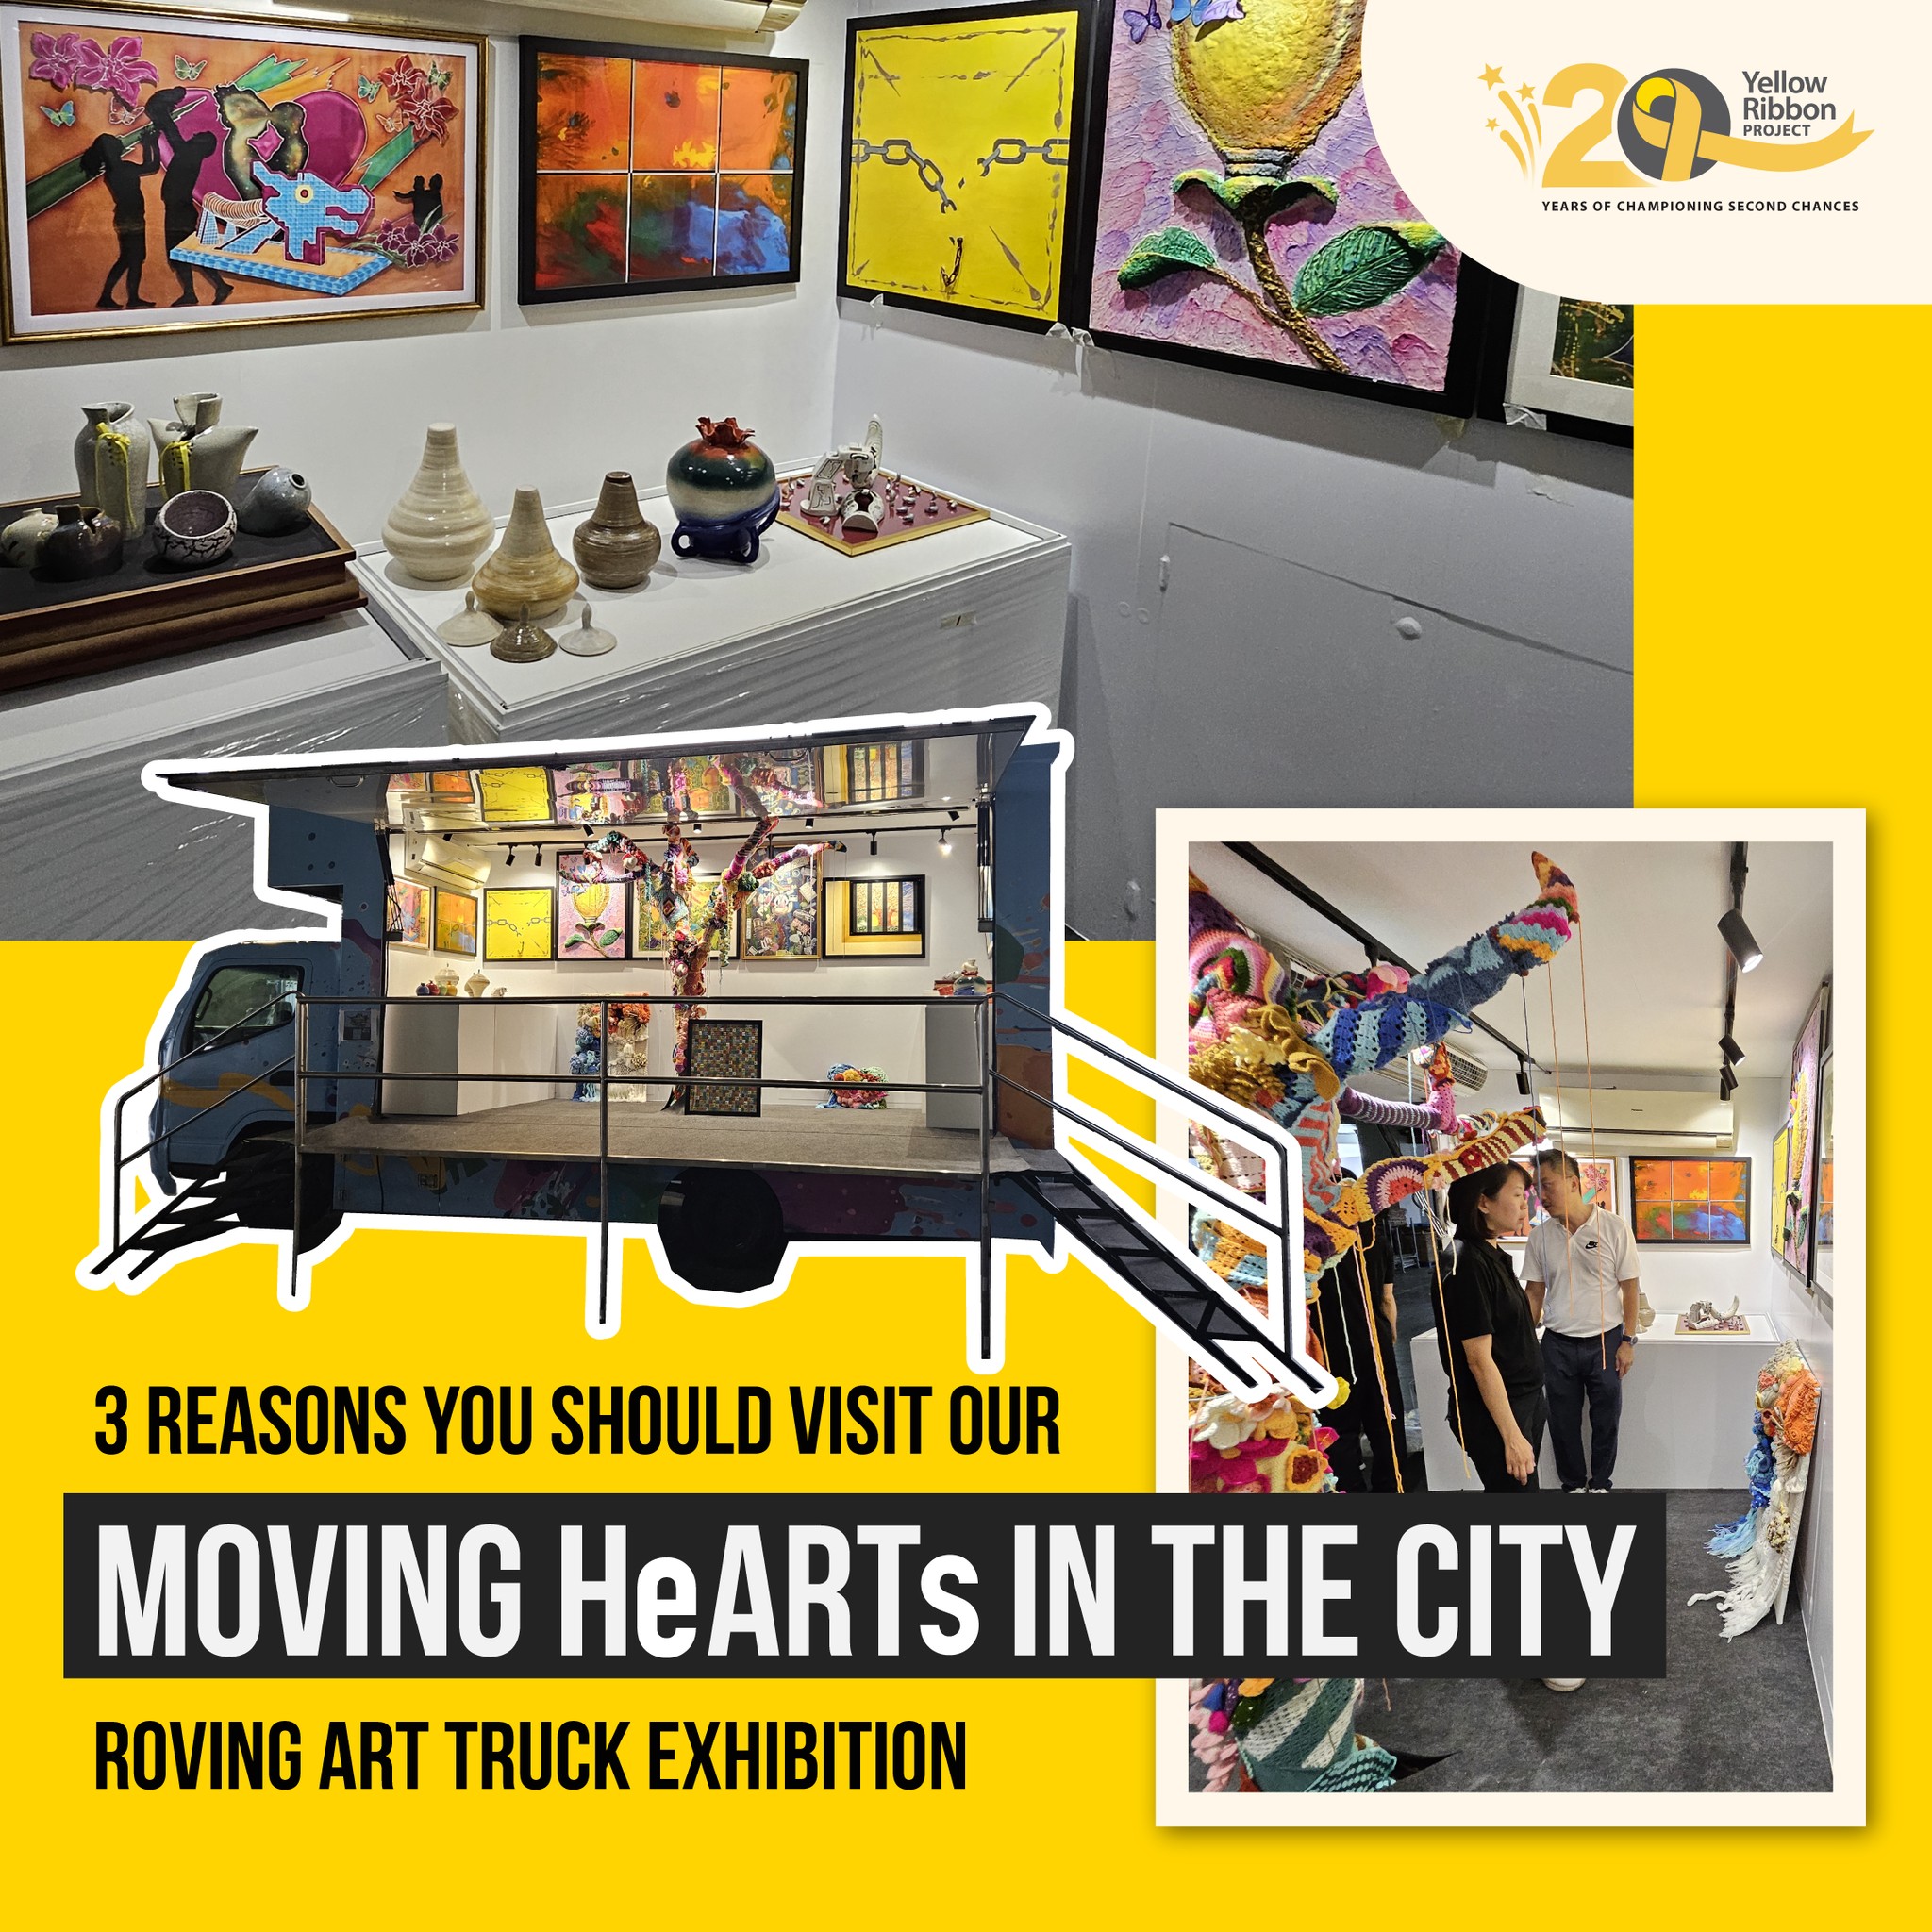 20
Yellow
Ribbon
PROJECT
YEARS OF CHAMPIONING SECOND CHANCES
3 REASONS YOU SHOULD VISIT OUR
MOVING HeARTs IN THE CITY
ROVING ART TRUCK EXHIBITION